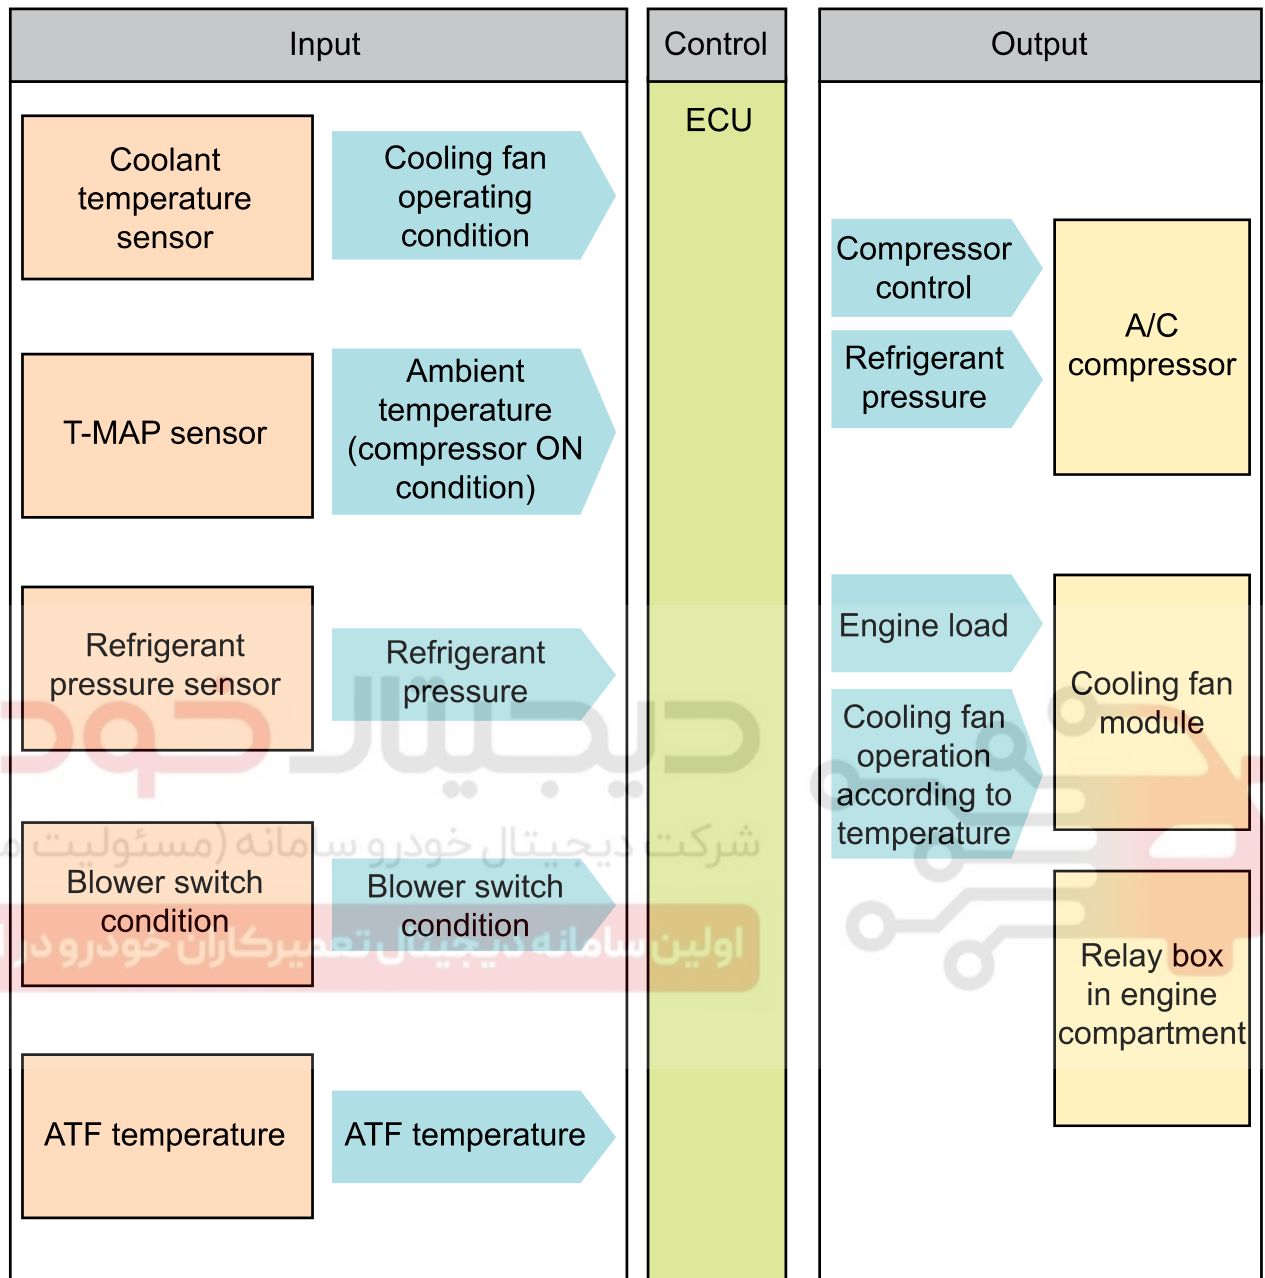 Input
Control
Output
Coolant
temperature
sensor
Cooling fan
operating
condition
T-MAP sensor
Ambient
temperature
(compressor ON
condition)
Refrigerant
pressure sensor
Refrigerant
pressure
Blower switch
condition
Blower switch
condition
ATF temperature
ATF temperature
ECU
Compressor
control
Refrigerant
pressure
A/C
compressor
Engine load
Cooling fan
operation
according to
temperature
Cooling fan
module
Relay box
in engine
compartment
دیجیتال خود
شرکت دیجیتال خودرو سامانه (مسئولیت
اولین سامانه دیجیتال تعمیرکاران خودرو در